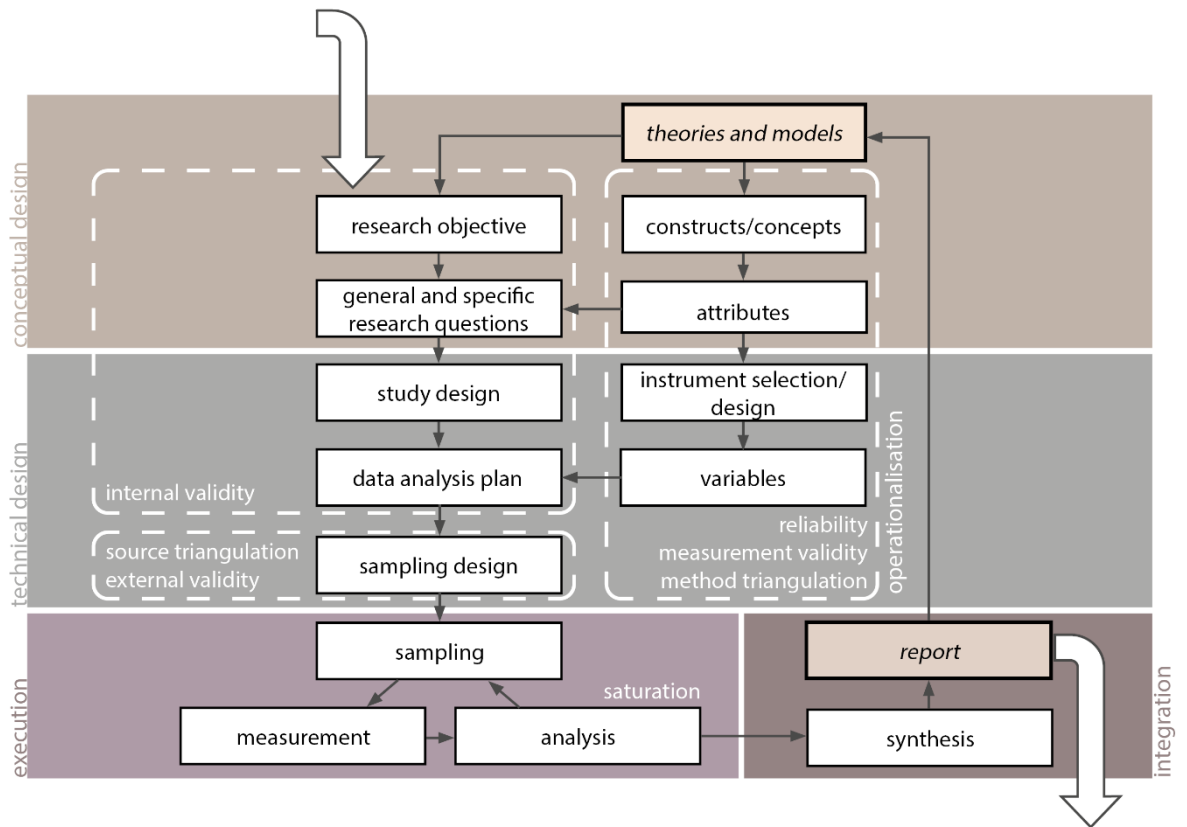 theories and models
conceptual design
research objective
constructs/concepts
general and specific
research questions
attributes
study design
instrument selection/
design
technical design
data analysis plan
variables
internal validity
operationalisation
reliability
source triangulation
external validity
sampling design
measurement validity
method triangulation
sampling
report
execution
saturation
integration
measurement
analysis
synthesis